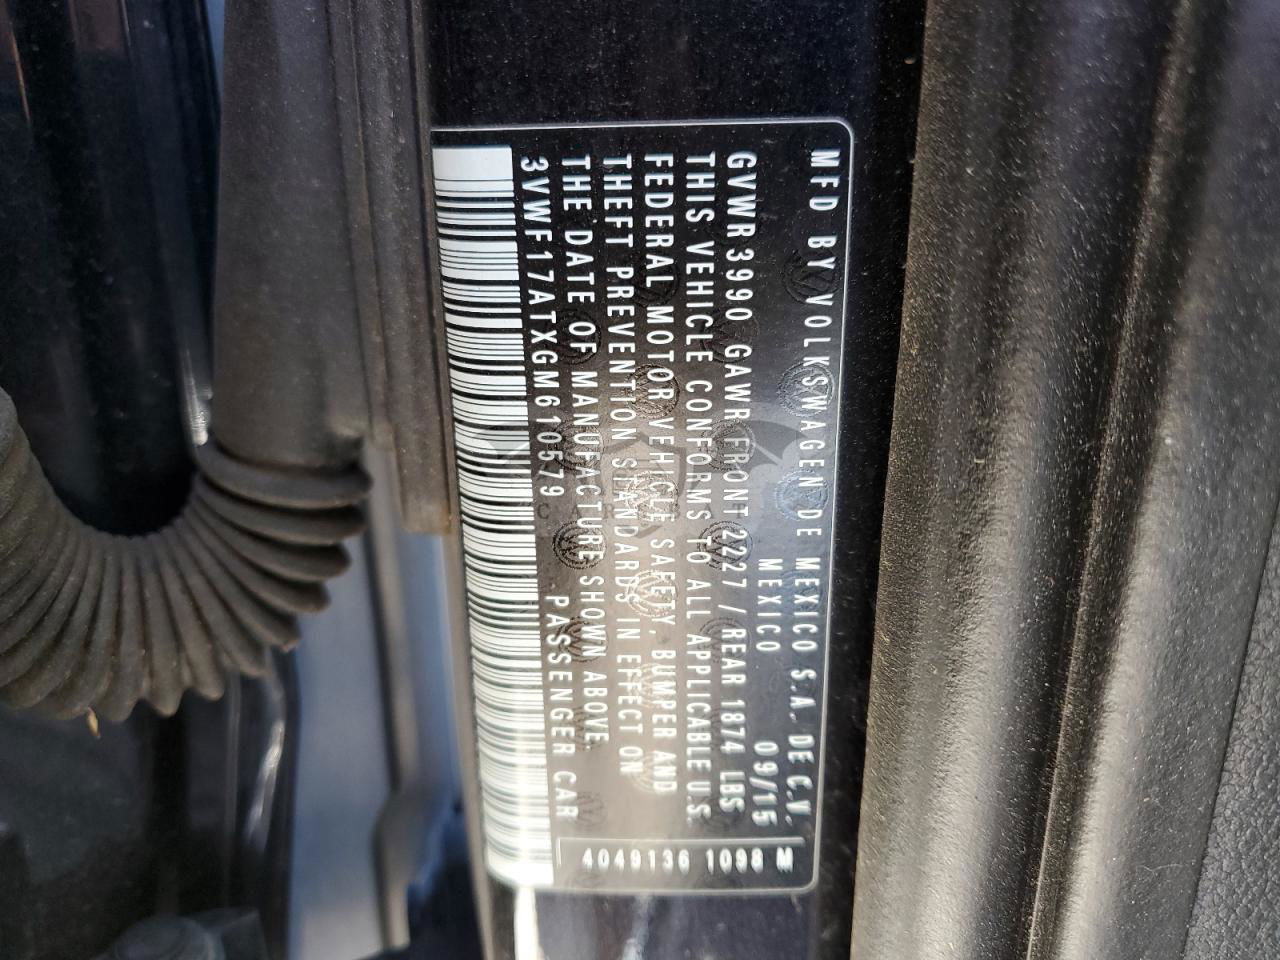 MFD BY VOLKSWAGEN DE MEXICO S.A. DE C.V.
MEXICO 09/15
GVWR 3990 GAWR FRONT 2227 / REAR 1874 LBS
THIS VEHICLE CONFORMS TO ALL APPLICABLE U.S.
FEDERAL MOTOR VEHICLE SAFETY, BUMPER AND
THEFT PREVENTION STANDARDS IN EFFECT ON
THE DATE OF MANUFACTURE SHOWN ABOVE
3VWF17ATXGM610579 PASSENGER CAR
4049136 1098 M